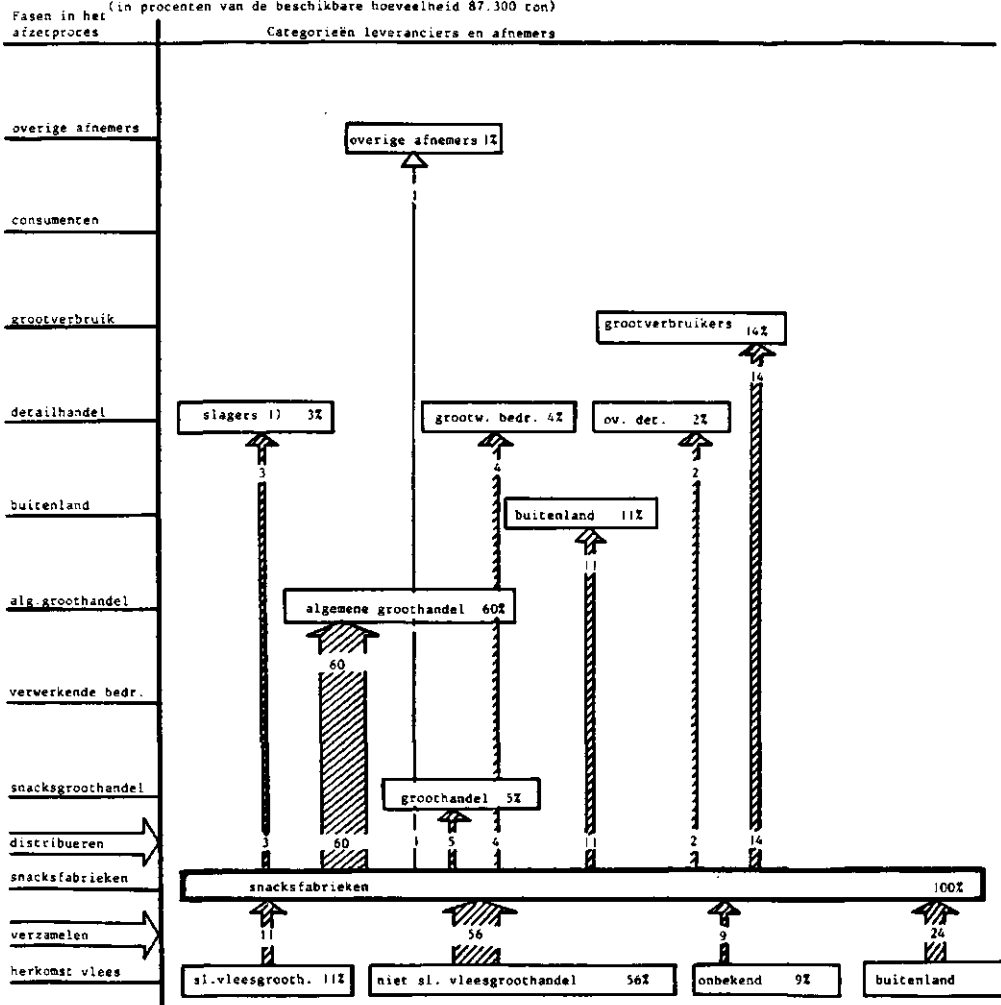 (in procenten van de beschikbare hoeveelheid 87.300 ton)
Fasen in het
afzetproces
Categorieën leveranciers en afnemers
overige afnemers
overige afnemers 1%
1
consumenten
grootverbruik
grootverbruikers 14%
14
detailhandel
slagers 1) 3%
grootw. bedr. 4%
ov. det. 2%
3
4
2
buitenland
buitenland 11%
11
alg.groothandel
algemene groothandel 60%
60
verwerkende bedr.
snacksgroothandel
groothandel 5%
distribueren
3
60
1
5
4
11
2
14
snacksfabrieken
snacksfabrieken 100%
verzamelen
11
56
9
24
herkomst vlees
sl.vleesgrooth. 11%
niet sl. vleesgroothandel 56%
onbekend 9%
buitenland